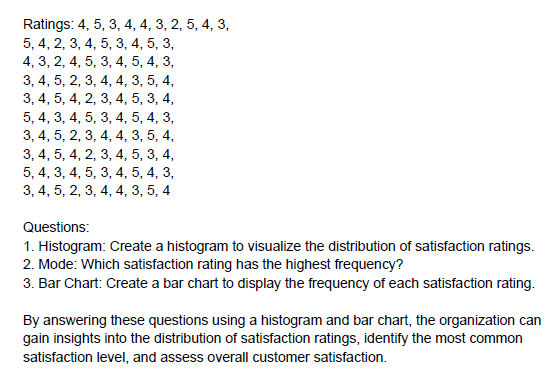 Ratings: 4, 5, 3, 4, 4, 3, 2, 5, 4, 3,
5, 4, 2, 3, 4, 5, 3, 4, 5, 3,
4, 3, 2, 4, 5, 3, 4, 5, 4, 3,
3, 4, 5, 2, 3, 4, 4, 3, 5, 4,
3, 4, 5, 4, 2, 3, 4, 5, 3, 4,
5, 4, 3, 4, 5, 3, 4, 5, 4, 3,
3, 4, 5, 2, 3, 4, 4, 3, 5, 4,
3, 4, 5, 4, 2, 3, 4, 5, 3, 4,
5, 4, 3, 4, 5, 3, 4, 5, 4, 3,
3, 4, 5, 2, 3, 4, 4, 3, 5, 4
Questions:
1. Histogram: Create a histogram to visualize the distribution of satisfaction ratings.
2. Mode: Which satisfaction rating has the highest frequency?
3. Bar Chart: Create a bar chart to display the frequency of each satisfaction rating.
By answering these questions using a histogram and bar chart, the organization can
gain insights into the distribution of satisfaction ratings, identify the most common
satisfaction level, and assess overall customer satisfaction.